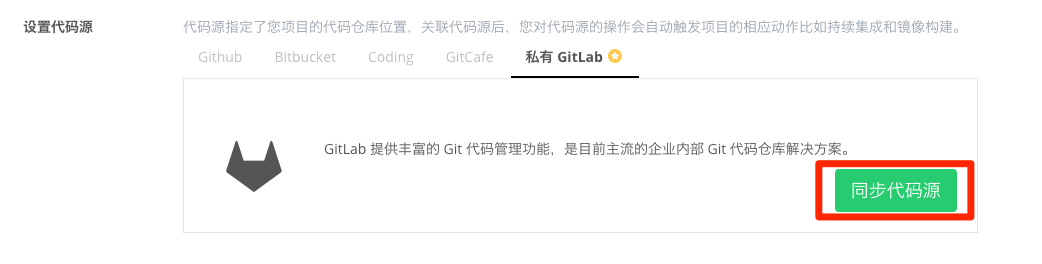 设置代码源
代码源指定了您项目的代码仓库位置，关联代码源后，您对代码源的操作会自动触发项目的相应动作比如持续集成和镜像构建。
Github Bitbucket Coding GitCafe 私有 GitLab
GitLab 提供丰富的 Git 代码管理功能，是目前主流的企业内部 Git 代码仓库解决方案。
同步代码源